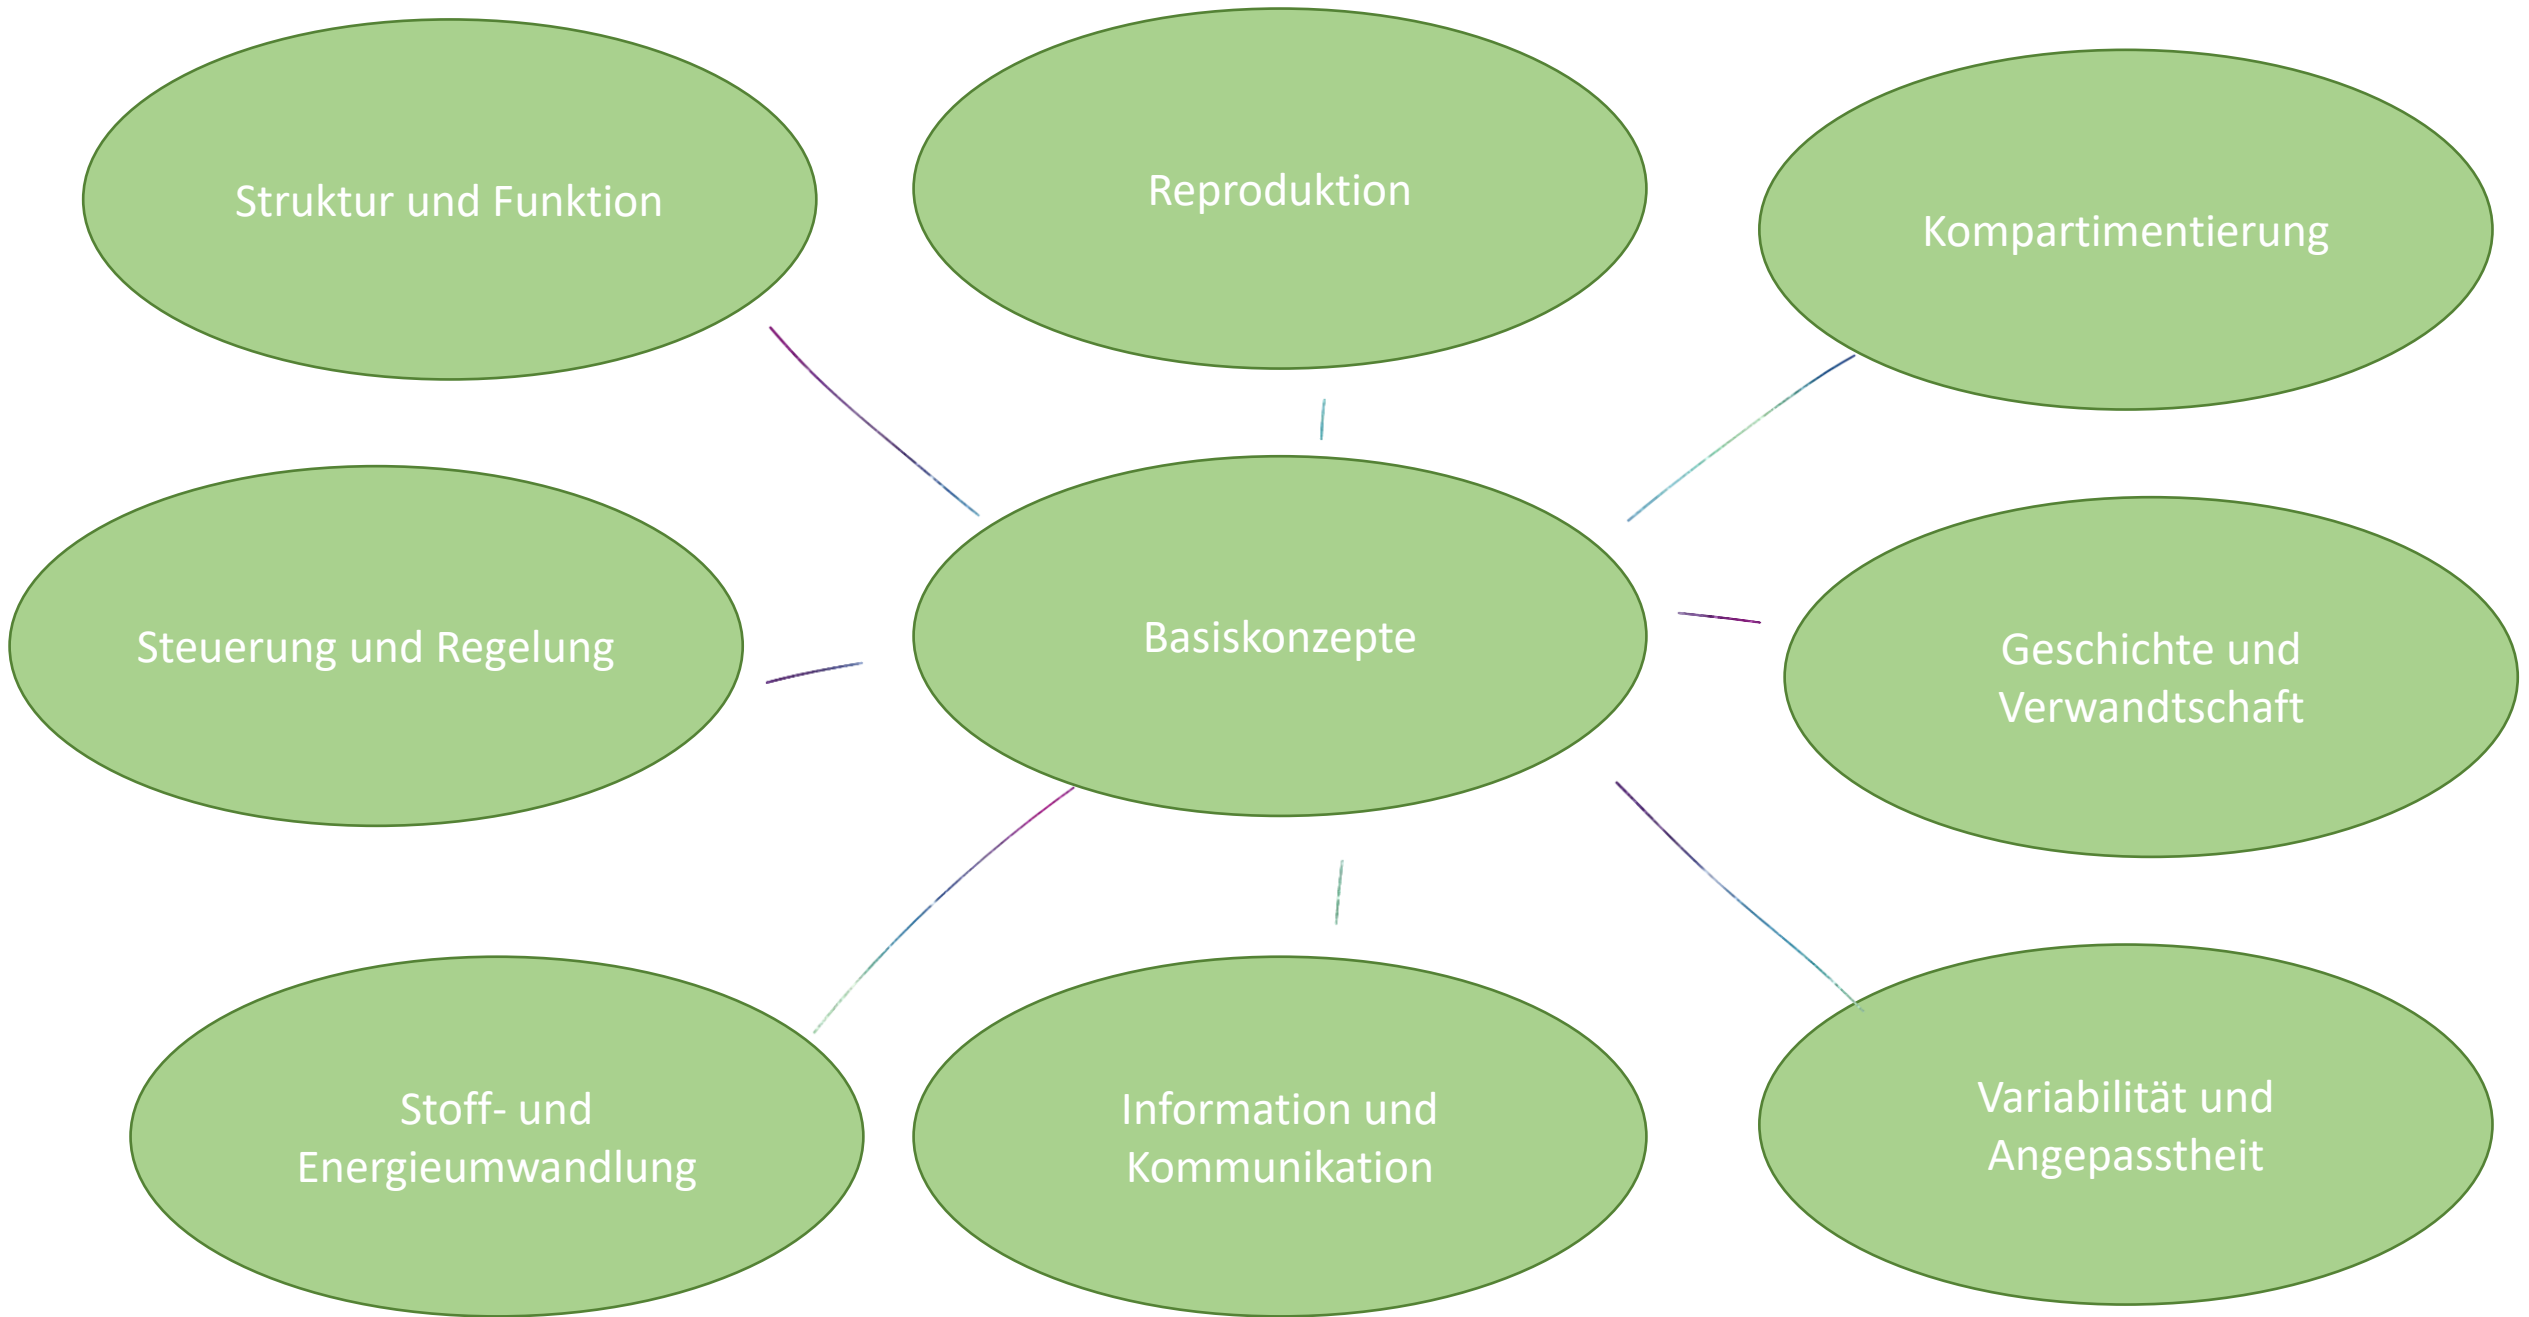 Struktur und Funktion
Reproduktion
Kompartimentierung
Steuerung und Regelung
Basiskonzepte
Geschichte und
Verwandtschaft
Stoff- und
Energieumwandlung
Information und
Kommunikation
Variabilität und
Angepasstheit